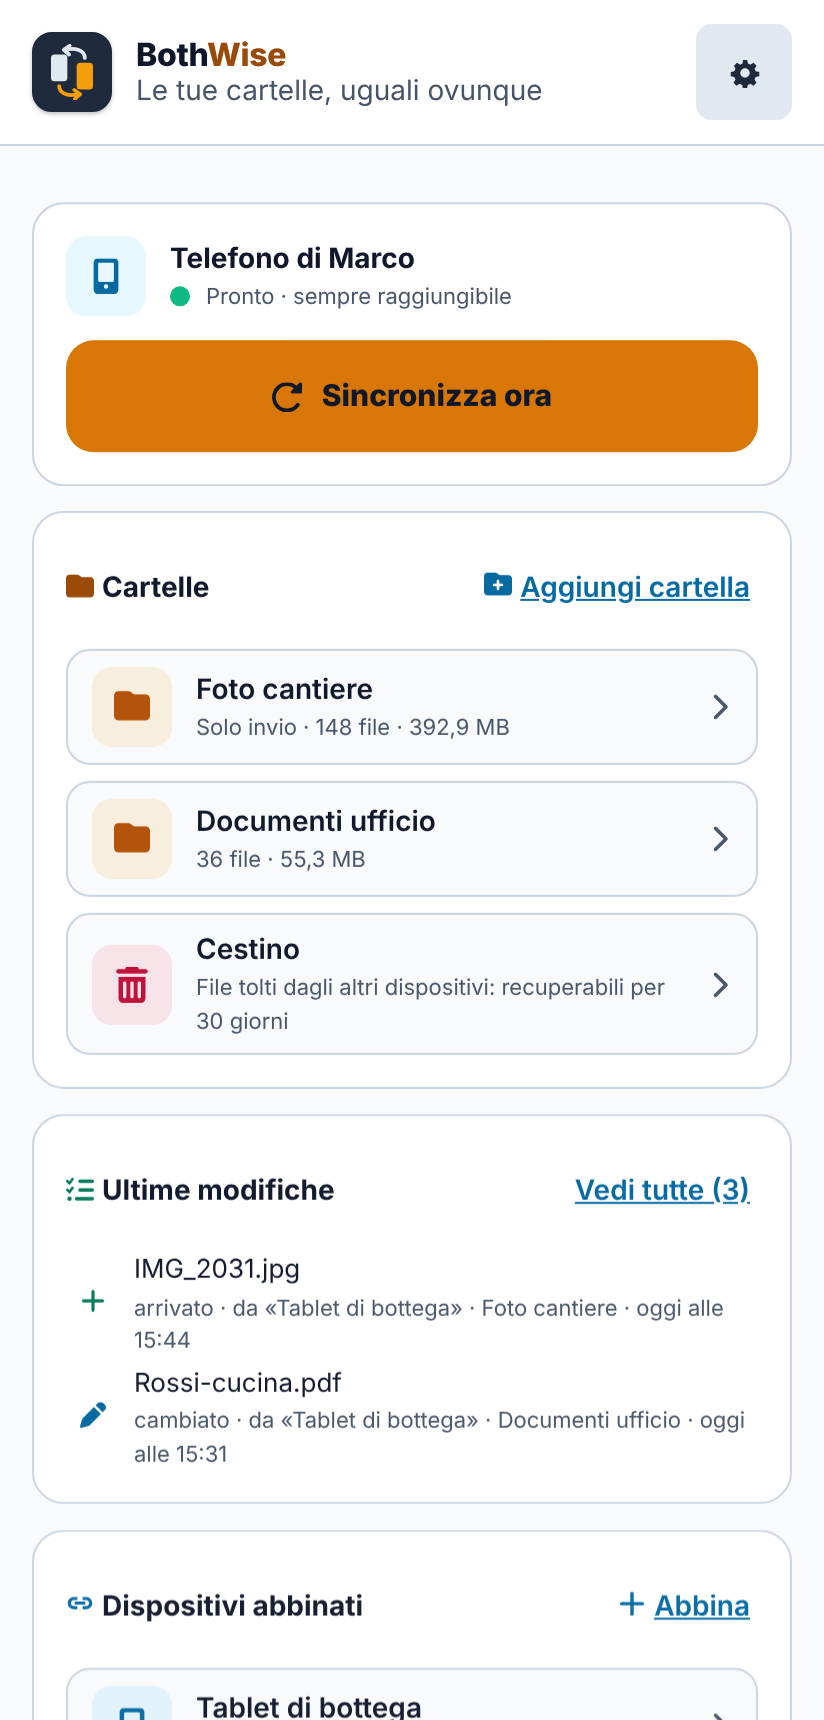 BothWise
Le tue cartelle, uguali ovunque
Telefono di Marco
Pronto · sempre raggiungibile
Sincronizza ora
Cartelle
Aggiungi cartella
Foto cantiere
Solo invio · 148 file · 392,9 MB
Documenti ufficio
36 file · 55,3 MB
Cestino
File tolti dagli altri dispositivi: recuperabili per
30 giorni
Ultime modifiche
Vedi tutte (3)
IMG_2031.jpg
arrivato · da «Tablet di bottega» · Foto cantiere · oggi alle
15:44
Rossi-cucina.pdf
cambiato · da «Tablet di bottega» · Documenti ufficio · oggi
alle 15:31
Dispositivi abbinati
Abbina
Tablet di bottega